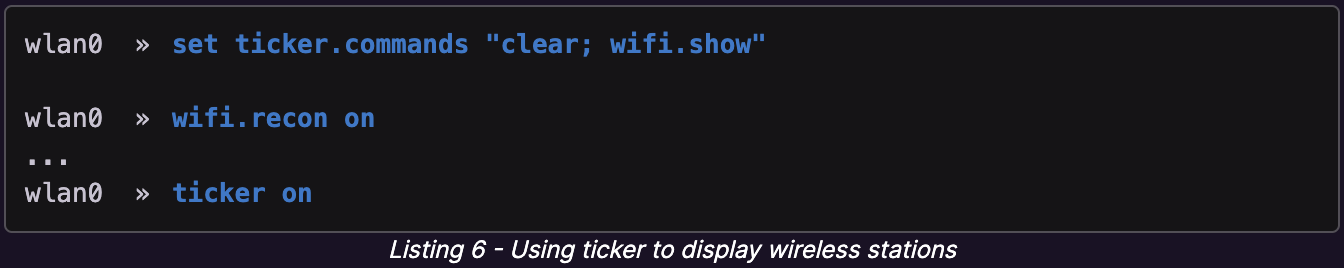 wlan0 » set ticker.commands "clear; wifi.show"
wlan0 » wifi.recon on
...
wlan0 » ticker on
Listing 6 - Using ticker to display wireless stations